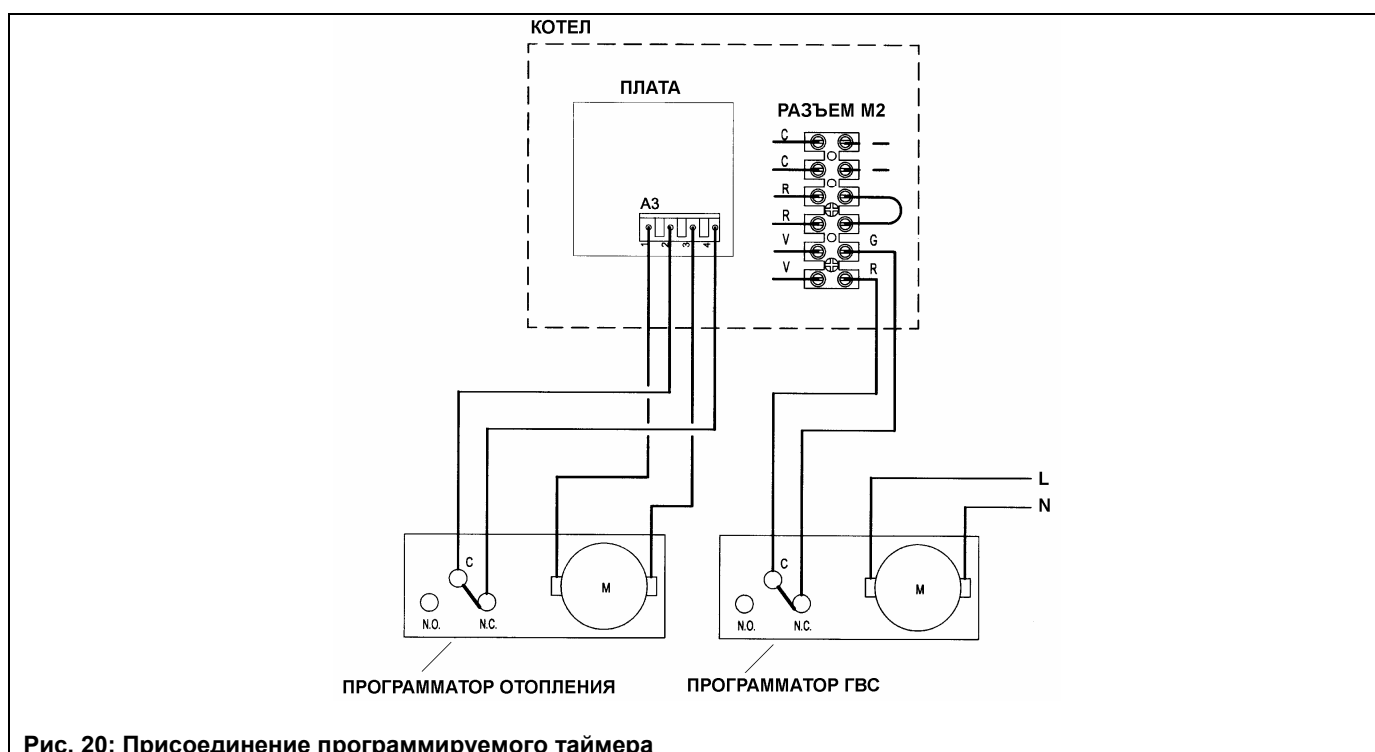 КОТЕЛ
ПЛАТА
РАЗЪЕМ М2
C
C
R
A3
R
V
G
V
R
1 2 3 4
L
N
C
M
N.O.
N.C.
C
M
N.O.
N.C.
ПРОГРАММАТОР ОТОПЛЕНИЯ
ПРОГРАММАТОР ГВС
Рис. 20: Присоединение программируемого таймера